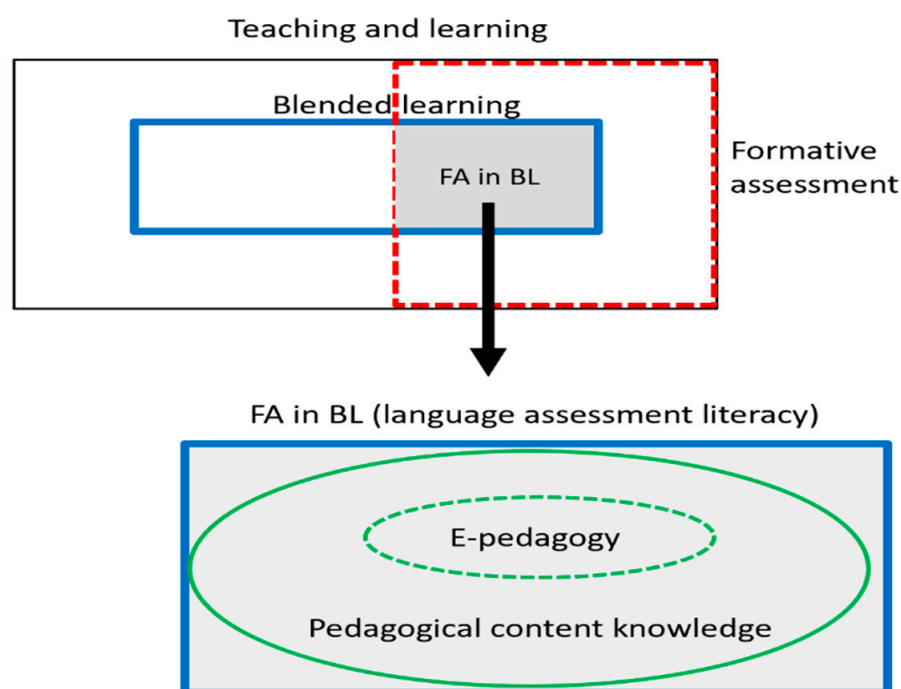 Teaching and learning
Blended learning
FA in BL
Formative
assessment
FA in BL (language assessment literacy)
E-pedagogy
Pedagogical content knowledge